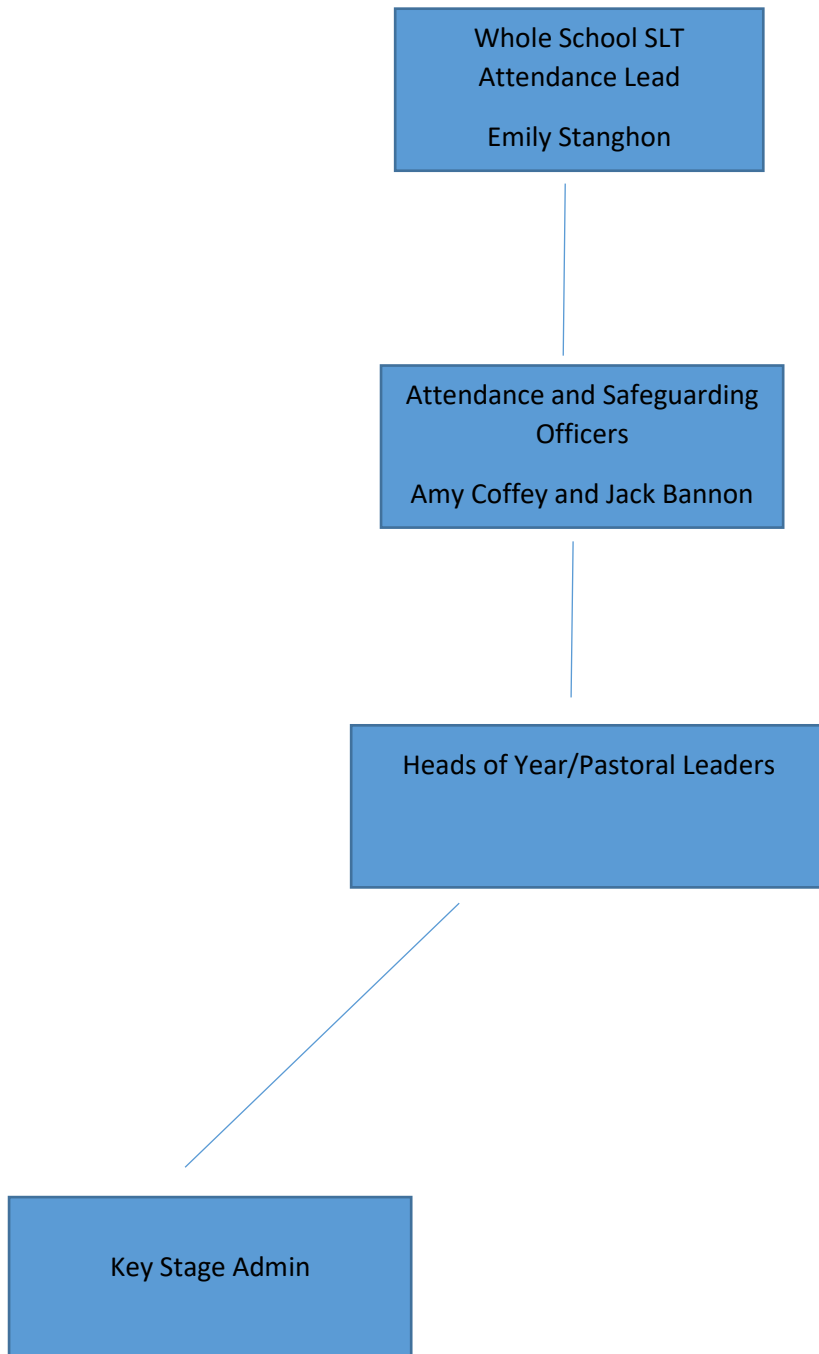 Whole School SLT
Attendance Lead
Emily Stanghon
Attendance and Safeguarding
Officers
Amy Coffey and Jack Bannon
Heads of Year/Pastoral Leaders
Key Stage Admin